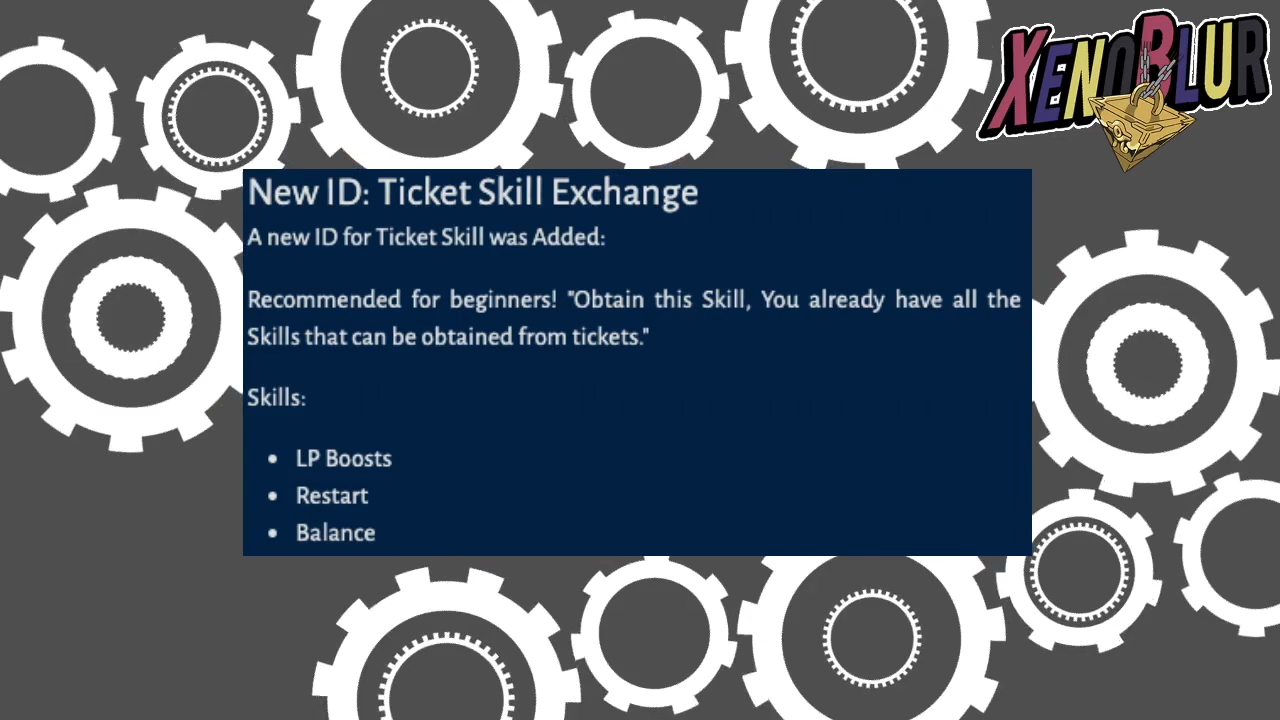 XENOBLUR
New ID: Ticket Skill Exchange
A new ID for Ticket Skill was Added:
Recommended for beginners! "Obtain this Skill, You already have all the
Skills that can be obtained from tickets."
Skills:
• LP Boosts
• Restart
• Balance